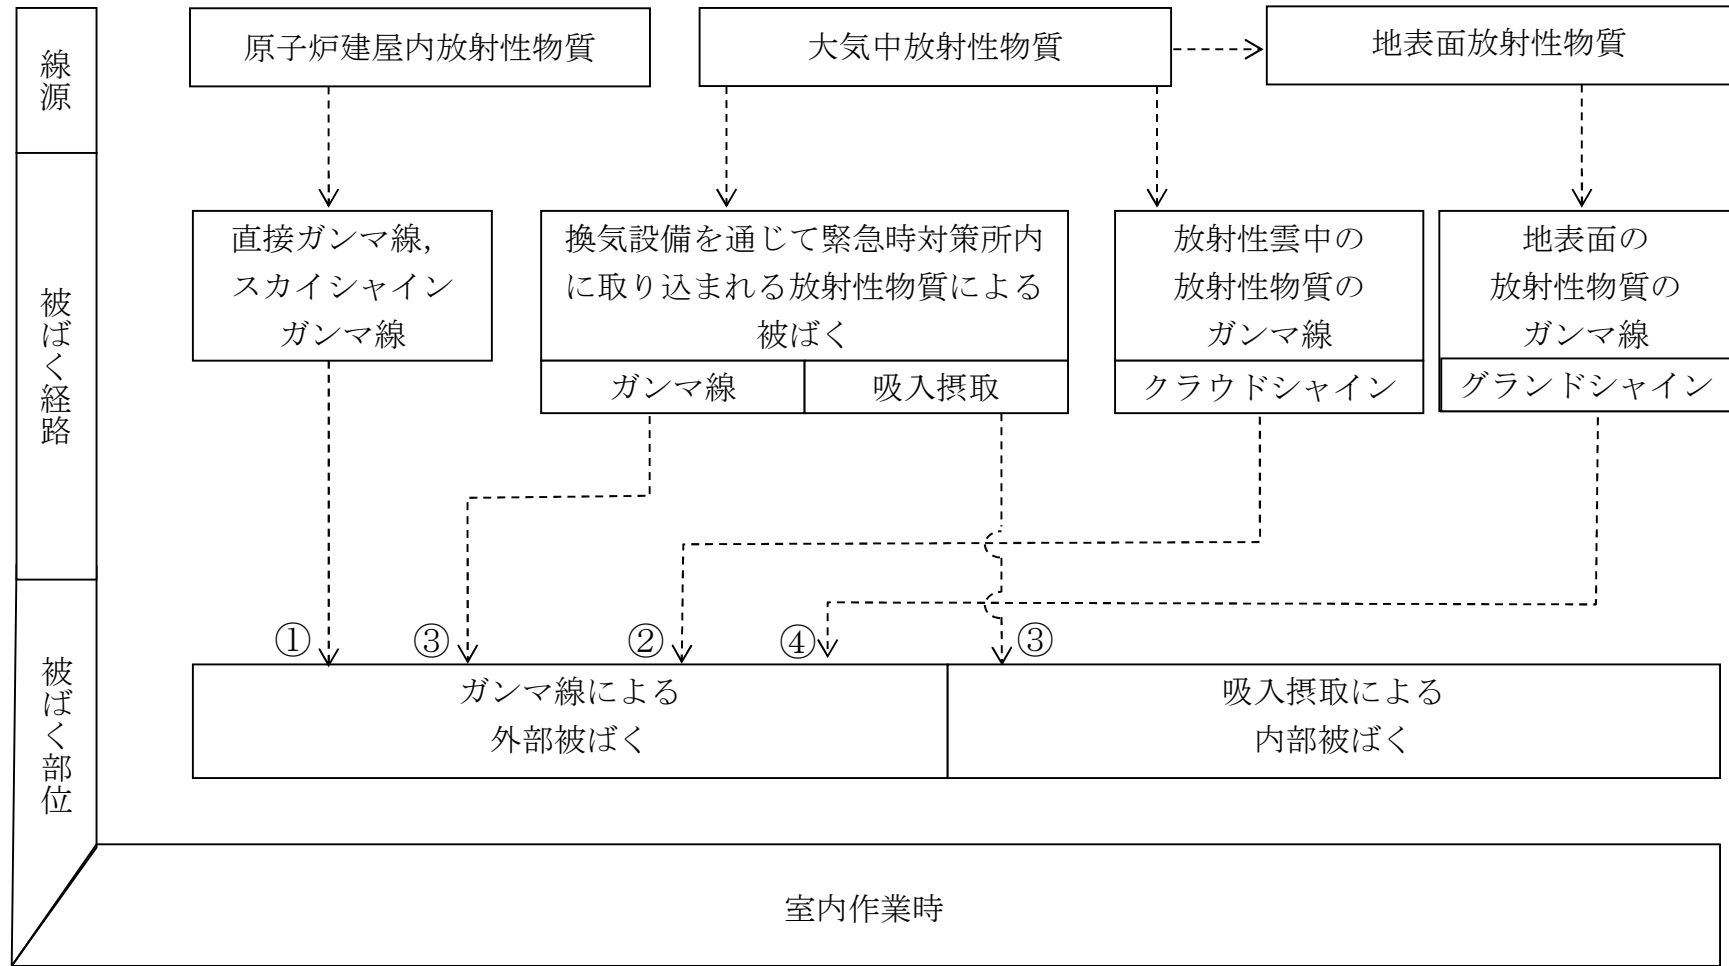 線源
原子炉建屋内放射性物質
大気中放射性物質
地表面放射性物質
被ばく経路
直接ガンマ線,
スカイシャイン
ガンマ線
換気設備を通じて緊急時対策所内
に取り込まれる放射性物質による
被ばく
ガンマ線
吸入摂取
放射性雲中の
放射性物質の
ガンマ線
クラウドシャイン
地表面の
放射性物質の
ガンマ線
グランドシャイン
被ばく部位
①
③
②
④
③
ガンマ線による
外部被ばく
吸入摂取による
内部被ばく
室内作業時